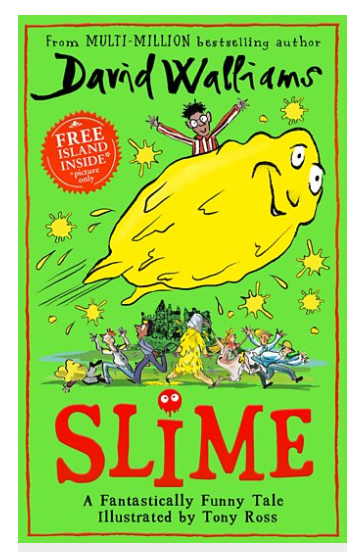 From MULTI-MILLION bestselling author
David Walliams
FREE
ISLAND
INSIDE*
*picture
only
SLIME
A Fantastically Funny Tale
Illustrated by Tony Ross